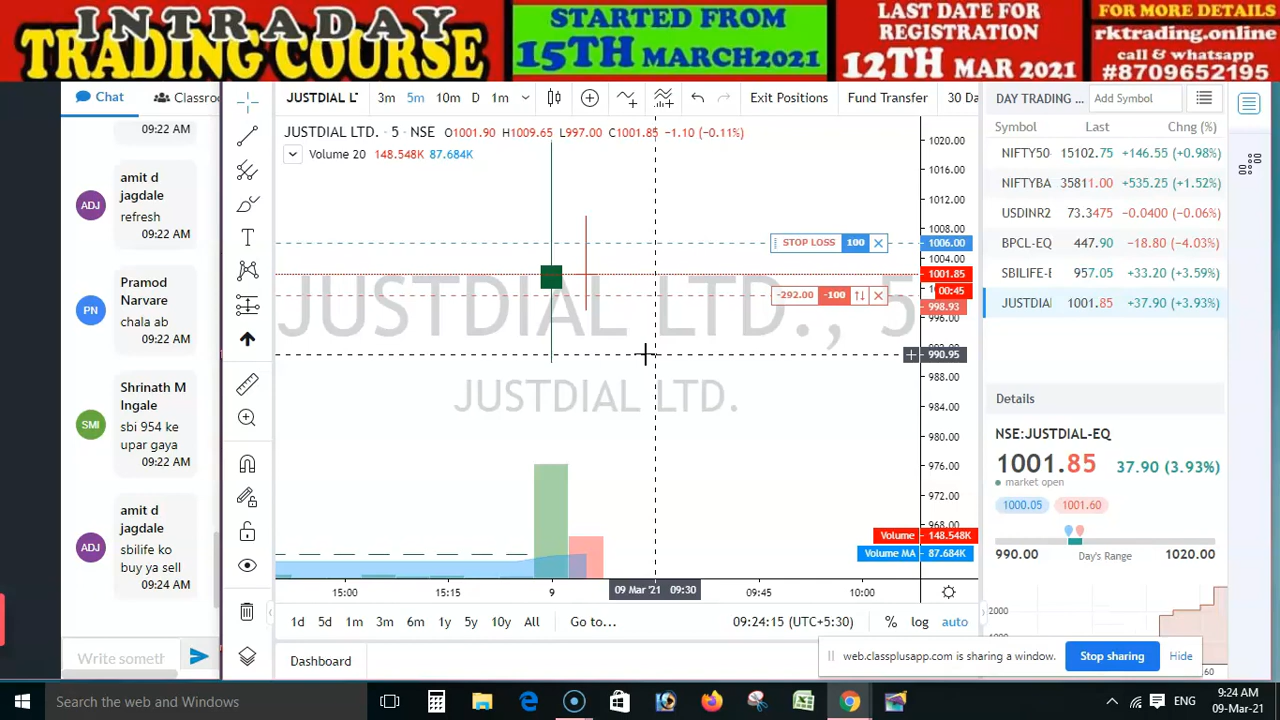 INTRADAY
TRADING COURSE
STARTED FROM
15TH MARCH2021
LAST DATE FOR
REGISTRATION
12TH MAR 2021
FOR MORE DETAILS
rktrading.online
call & whatsapp
#8709652195
Chat
Classroo
09:22 AM
amit d
jagdale
ADJ
refresh
09:22 AM
Pramod
Narvare
PN
chala ab
09:22 AM
Shrinath M
Ingale
SMI
sbi 954 ke
upar gaya
09:22 AM
amit d
jagdale
ADJ
sbilife ko
buy ya sell
09:24 AM
Write someth
JUSTDIAL LT
3m 5m 10m D 1m
Exit Positions
Fund Transfer
30 Da
JUSTDIAL LTD. · 5 · NSE O1001.90 H1009.65 L997.00 C1001.85 −1.10 (−0.11%)
Volume 20 148.548K 87.684K
JUSTDIAL LTD., 5
JUSTDIAL LTD.
STOP LOSS 100
-292.00 -100
1020.00
1016.00
1012.00
1008.00
1006.00
1004.00
1001.85
00:45
998.93
996.00
990.95
988.00
984.00
980.00
976.00
972.00
968.00
Volume 148.548K
Volume MA 87.684K
15:00 15:15 9 09 Mar '21 09:30 09:45 10:00
1d 5d 1m 3m 6m 1y 5y 10y All Go to...
09:24:15 (UTC+5:30) % log auto
Dashboard
web.classplusapp.com is sharing a window.
Stop sharing
Hide
DAY TRADING ...
Add Symbol
Symbol Last Chng (%)
NIFTY50 15102.75 +146.55 (+0.98%)
NIFTYBA 35811.00 +535.25 (+1.52%)
USDINR2 73.3475 −0.0400 (−0.06%)
BPCL-EQ 447.90 −18.80 (−4.03%)
SBILIFE-E 957.05 +33.20 (+3.59%)
JUSTDIAI 1001.85 +37.90 (+3.93%)
Details
NSE:JUSTDIAL-EQ
1001.85 37.90 (3.93%)
market open
1000.05 1001.60
990.00 Day's Range 1020.00
2000
60
Search the web and Windows
ENG
9:24 AM
09-Mar-21